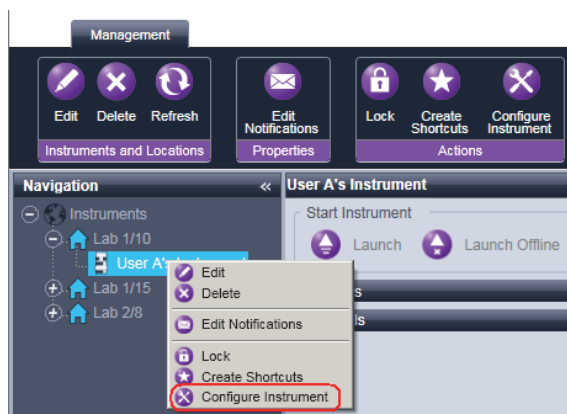 Management
Edit Delete Refresh
Edit
Notifications
Lock
Create
Shortcuts
Configure
Instrument
Instruments and Locations
Properties
Actions
Navigation «
User A's Instrument
Instruments
Start Instrument
Lab 1/10
Launch Launch Offline
User A's
Lab 1/15
Lab 2/8
Edit
Delete
Edit Notifications
Lock
Create Shortcuts
Configure Instrument